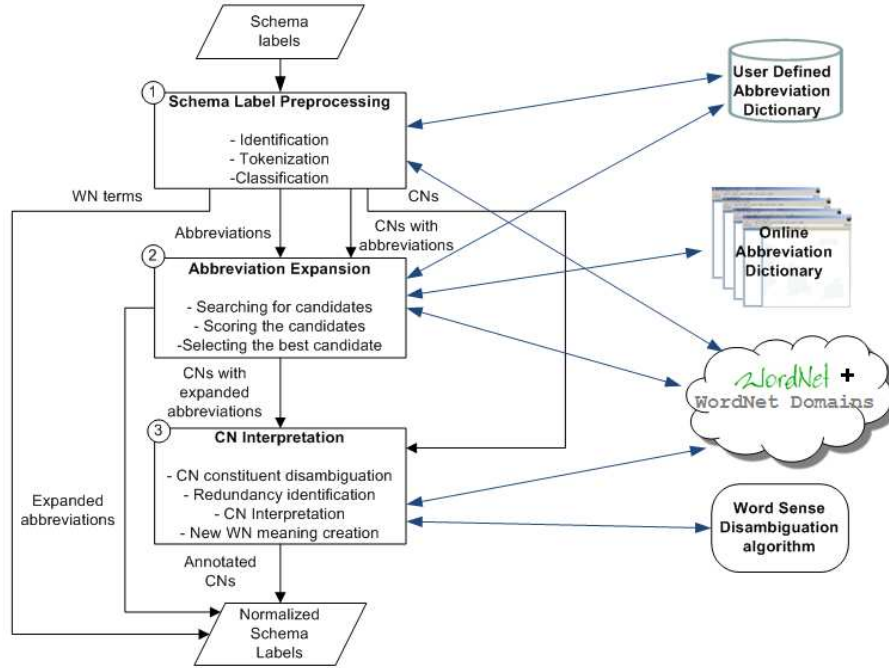 Schema
labels
1
Schema Label Preprocessing
- Identification
- Tokenization
-Classification
WN terms
CNs
Abbreviations
CNs with
abbreviations
2
Abbreviation Expansion
- Searching for candidates
- Scoring the candidates
-Selecting the best candidate
CNs with
expanded
abbreviations
3
CN Interpretation
- CN constituent disambiguation
- Redundancy identification
- CN Interpretation
- New WN meaning creation
Expanded
abbreviations
Annotated
CNs
Normalized
Schema
Labels
User Defined
Abbreviation
Dictionary
Online
Abbreviation
Dictionary
WordNet +
WordNet Domains
Word Sense
Disambiguation
algorithm